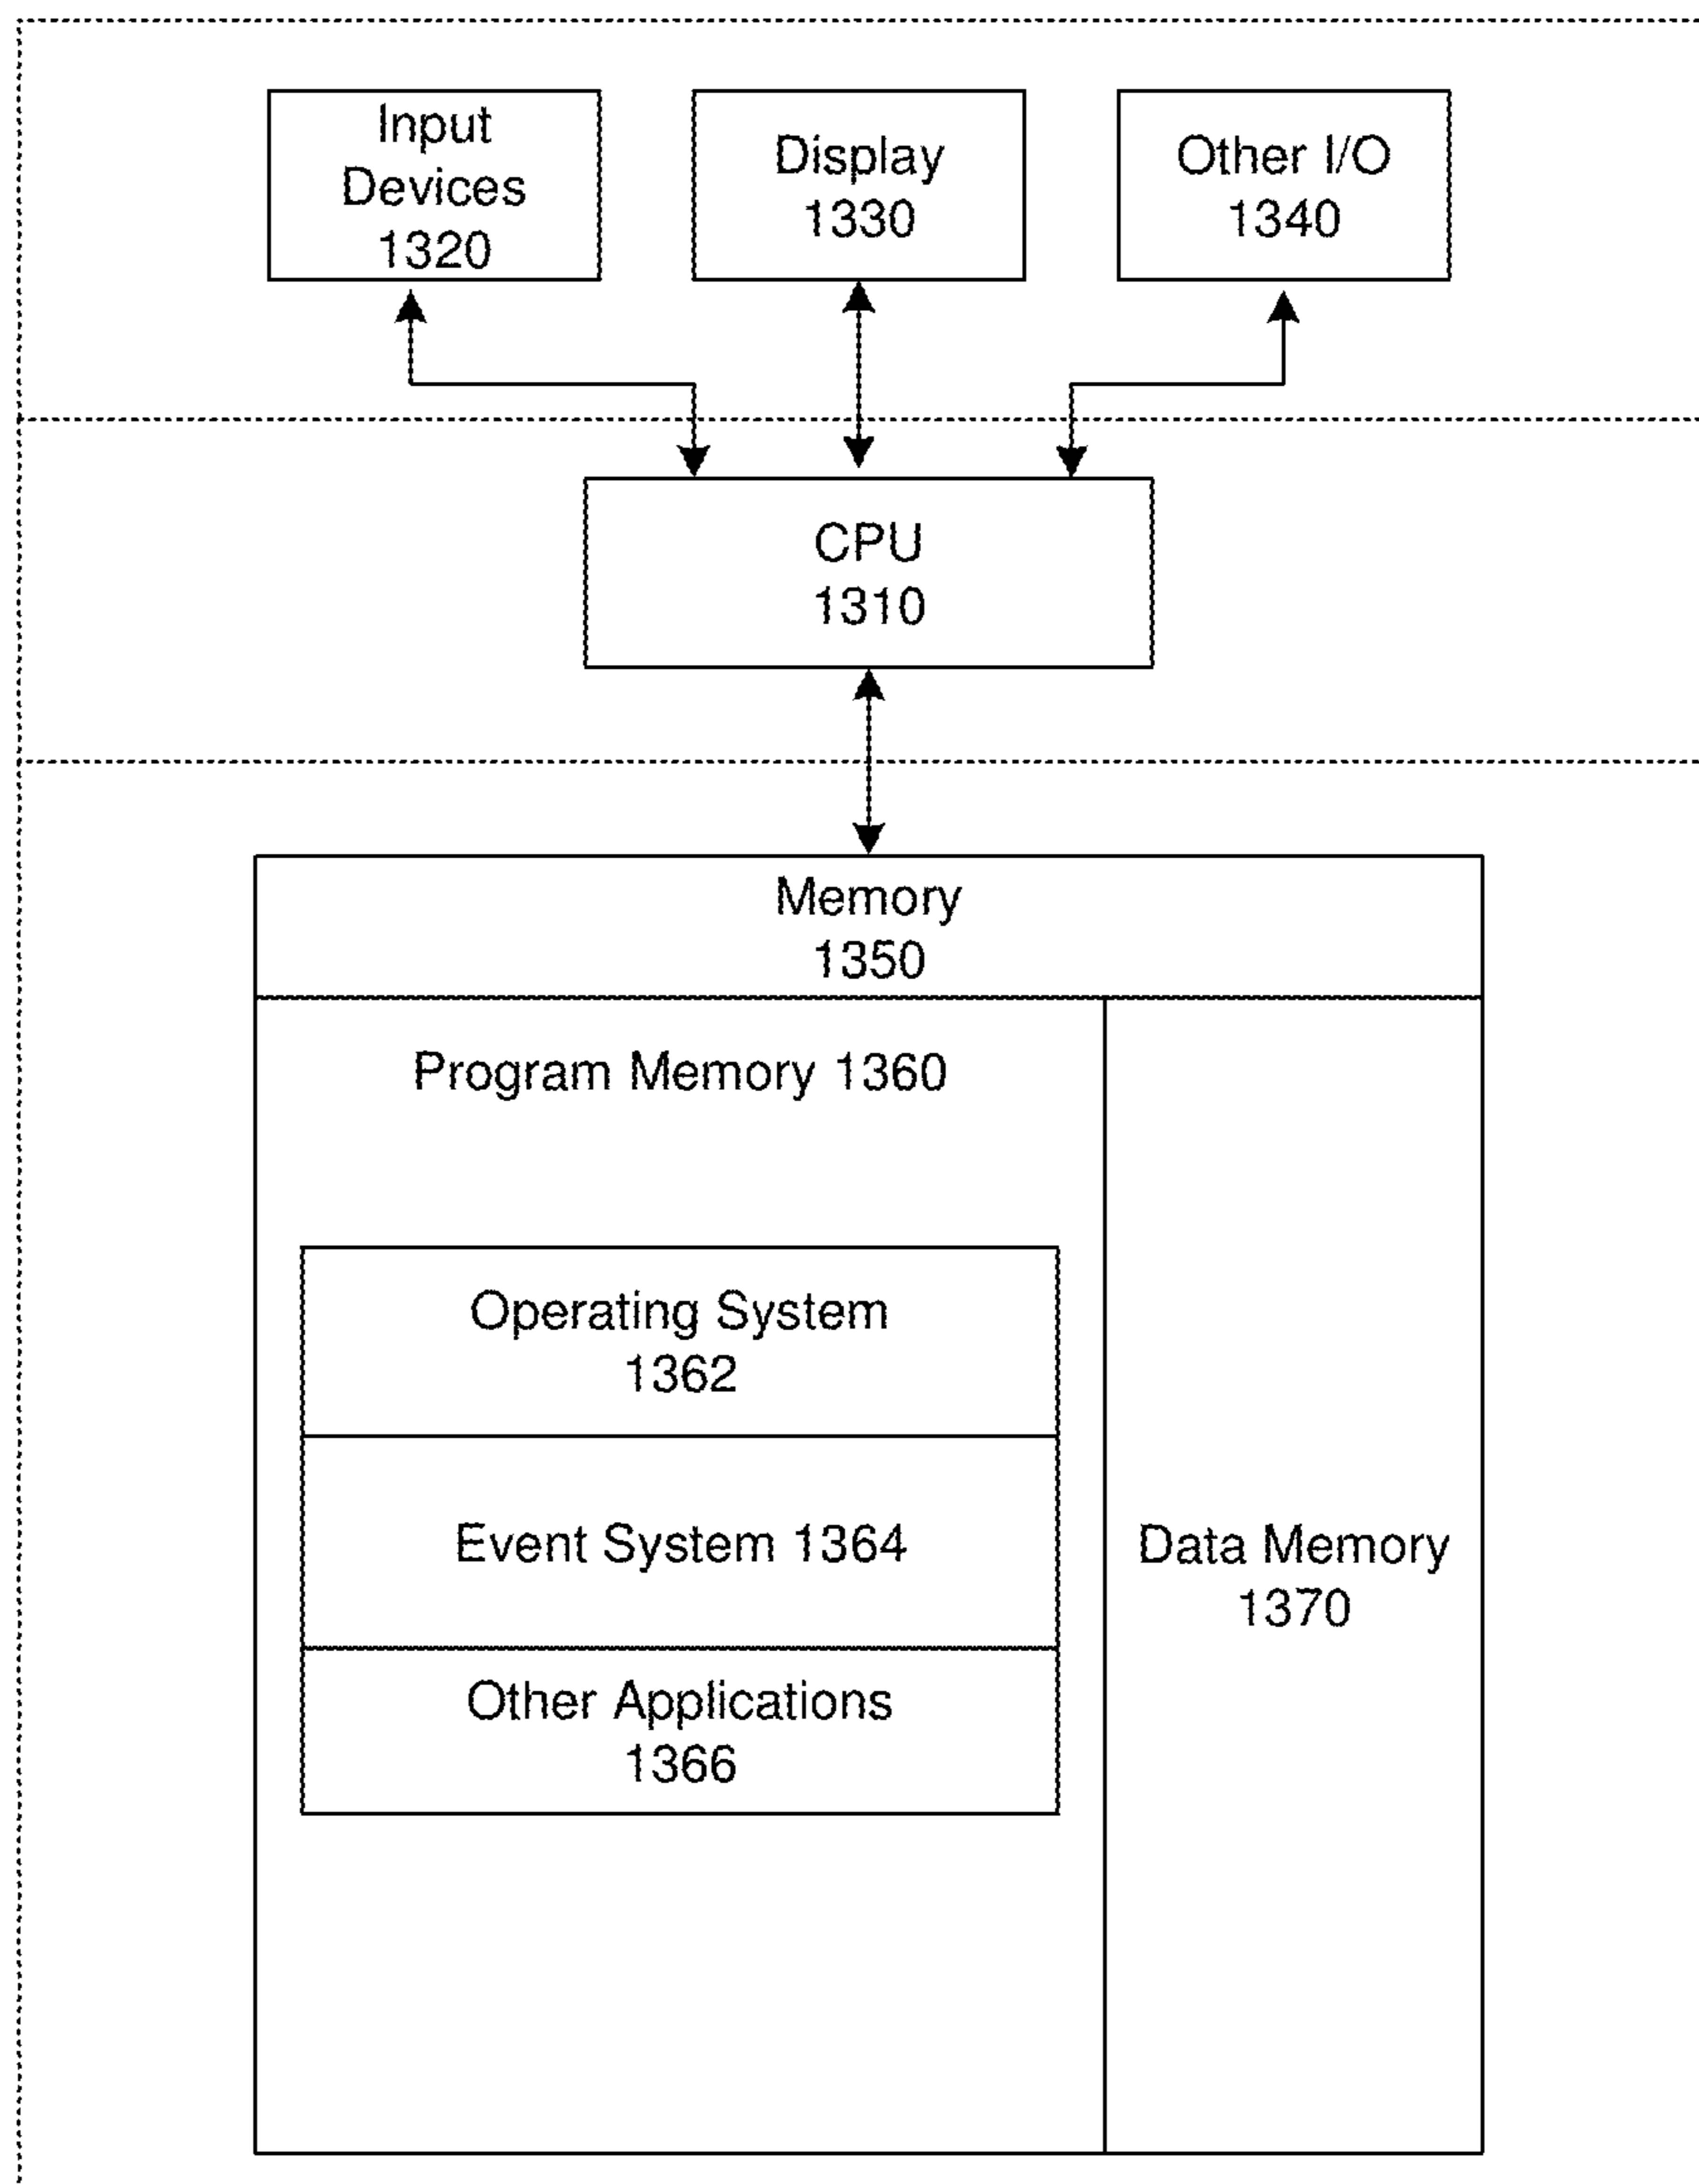 Input
Devices
1320
Display
1330
Other I/O
1340
CPU
1310
Memory
1350
Program Memory 1360
Operating System
1362
Event System 1364
Other Applications
1366
Data Memory
1370